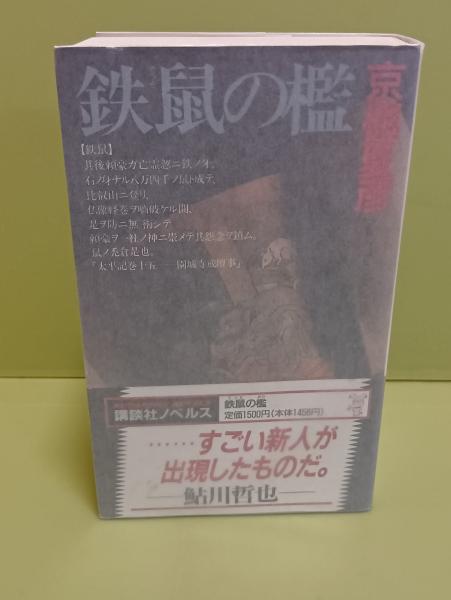 鉄鼠の檻
京極夏彦
【鉄鼠】
其後頼豪ガ亡霊忽ニ鉄ノ牙、
石ノ身ナル八万四千ノ鼠ト成テ、
比叡山ニ登リ、
仏像経巻ヲ噛破ケル間、
是ヲ防ニ無術シテ、
頼豪ヲ一社ノ神ニ崇メテ其怨念ヲ鎮ム。
鼠ノ禿倉是也。
『太平記巻十五――園城寺戒壇事』
講談社ノベルス
鉄鼠の檻
定価1500円(本体1456円)
……すごい新人が
出現したものだ。
――鮎川哲也――